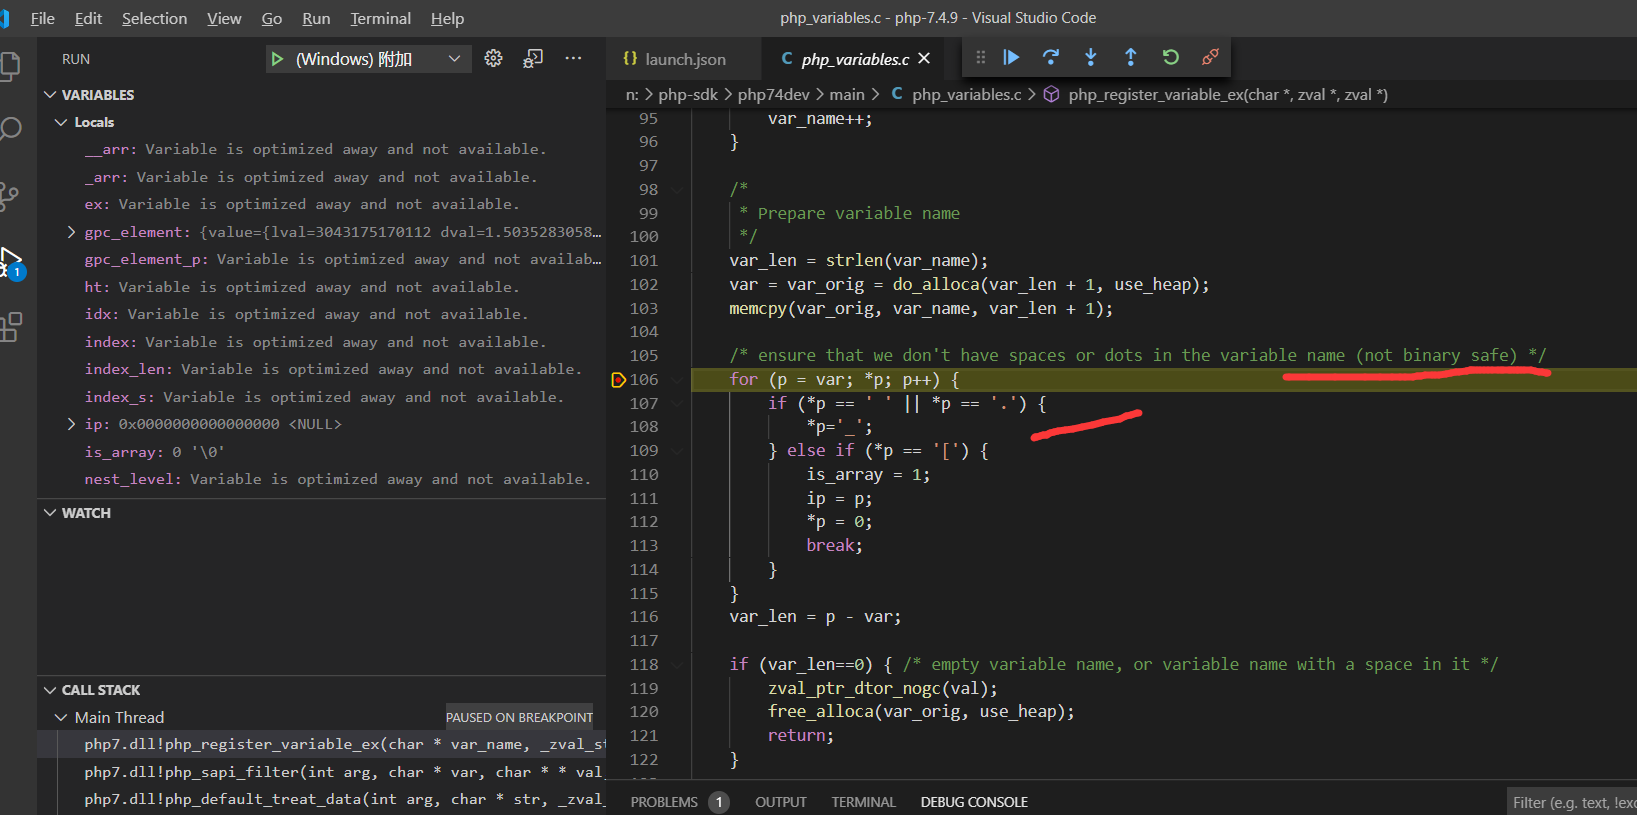 File Edit Selection View Go Run Terminal Help
php_variables.c - php-7.4.9 - Visual Studio Code
RUN
(Windows) 附加
launch.json
php_variables.c
n: > php-sdk > php74dev > main > C php_variables.c > php_register_variable_ex(char *, zval *, zval *)
VARIABLES
Locals
__arr: Variable is optimized away and not available.
_arr: Variable is optimized away and not available.
ex: Variable is optimized away and not available.
gpc_element: {value={lval=3043175170112 dval=1.5035283058…
gpc_element_p: Variable is optimized away and not availab…
ht: Variable is optimized away and not available.
idx: Variable is optimized away and not available.
index: Variable is optimized away and not available.
index_len: Variable is optimized away and not available.
index_s: Variable is optimized away and not available.
ip: 0x0000000000000000 <NULL>
is_array: 0 '\0'
nest_level: Variable is optimized away and not available.
WATCH
CALL STACK
Main Thread
PAUSED ON BREAKPOINT
php7.dll!php_register_variable_ex(char * var_name, _zval_st
php7.dll!php_sapi_filter(int arg, char * var, char * * val_
php7.dll!php_default_treat_data(int arg, char * str, _zval_
1
95 var_name++;
96 }
97
98 /*
99 * Prepare variable name
100 */
101 var_len = strlen(var_name);
102 var = var_orig = do_alloca(var_len + 1, use_heap);
103 memcpy(var_orig, var_name, var_len + 1);
104
105 /* ensure that we don't have spaces or dots in the variable name (not binary safe) */
106 for (p = var; *p; p++) {
107 if (*p == ' ' || *p == '.') {
108 *p='_';
109 } else if (*p == '[') {
110 is_array = 1;
111 ip = p;
112 *p = 0;
113 break;
114 }
115 }
116 var_len = p - var;
117
118 if (var_len==0) { /* empty variable name, or variable name with a space in it */
119 zval_ptr_dtor_nogc(val);
120 free_alloca(var_orig, use_heap);
121 return;
122 }
PROBLEMS 1 OUTPUT TERMINAL DEBUG CONSOLE
Filter (e.g. text, !exc